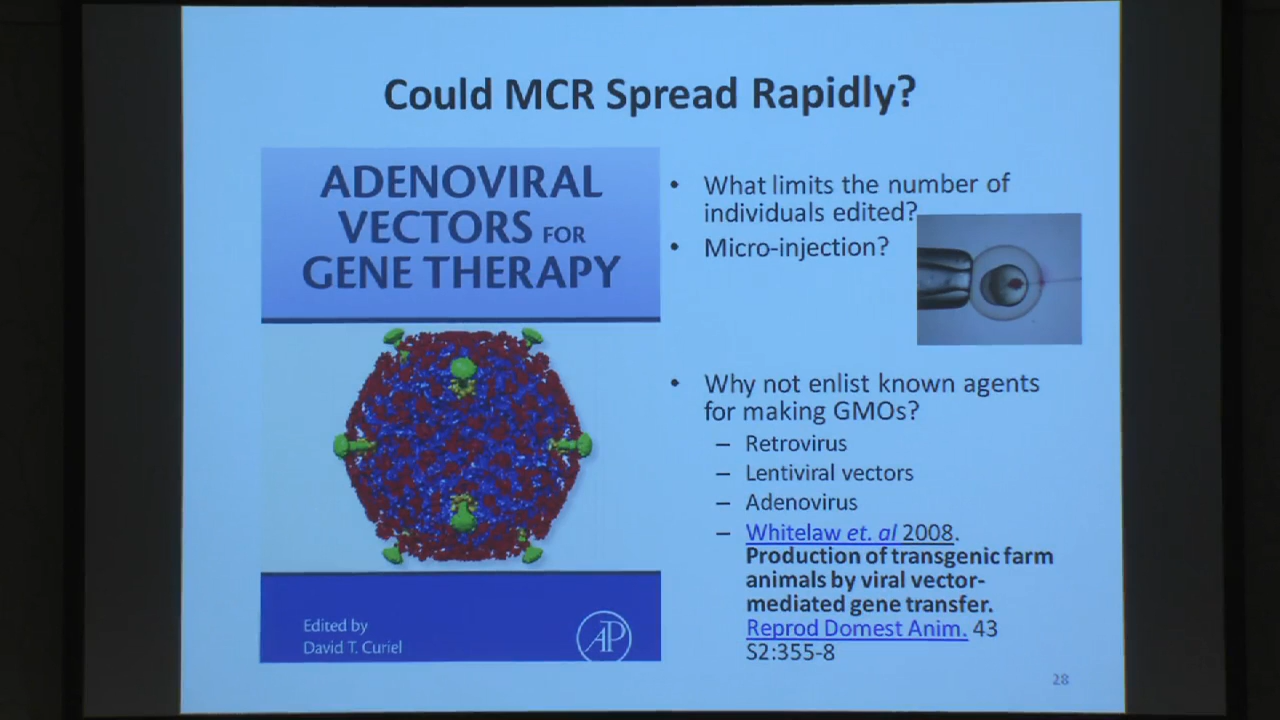 Could MCR Spread Rapidly?
ADENOVIRAL
VECTORS FOR
GENE THERAPY
Edited by
David T. Curiel
AP
• What limits the number of
individuals edited?
• Micro-injection?
• Why not enlist known agents
for making GMOs?
– Retrovirus
– Lentiviral vectors
– Adenovirus
– Whitelaw et. al 2008.
Production of transgenic farm
animals by viral vector-
mediated gene transfer.
Reprod Domest Anim. 43
S2:355-8
28